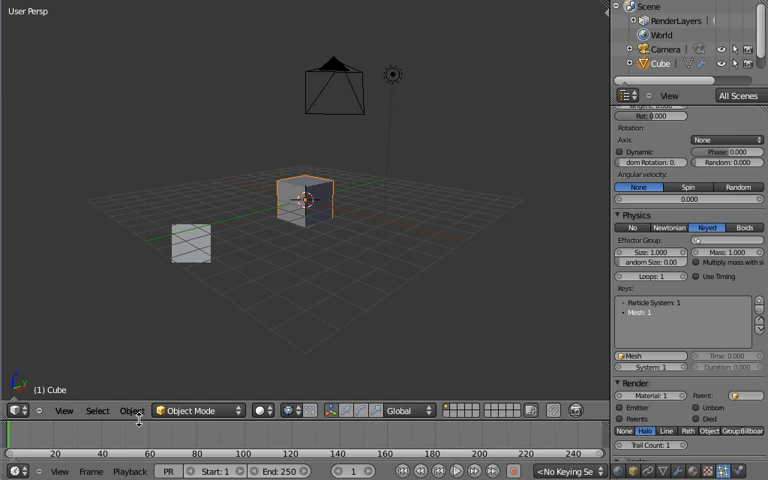 User Persp
(1) Cube
View Select Object Object Mode Global
20 40 60 80 100 120 140 160 180 200 220 240
View Frame Playback PR Start: 1 End: 250 1 <No Keying Se
Scene
RenderLayers
World
Camera
Cube
View All Scenes
Rot: 0.000
Rotation:
Axis: None
Dynamic Phase: 0.000
dom Rotation: 0. Random: 0.000
Angular velocity:
None Spin Random
0.000
Physics
No Newtonian Keyed Boids
Effector Group:
Size: 1.000 Mass: 1.000
andom Size: 0.00 Multiply mass with si
Loops: 1 Use Timing
Keys:
Particle System: 1
Mesh: 1
Mesh Time: 0.000
System: 1 Duration: 0.000
Render
Material: 1 Parent:
Emitter Unborn
Parents Died
None Halo Line Path Object Group Billboar
Trail Count: 1